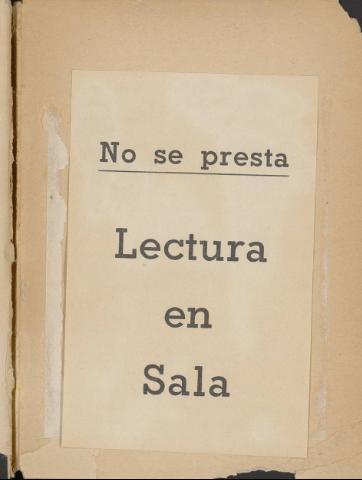 No se presta
Lectura
en
Sala